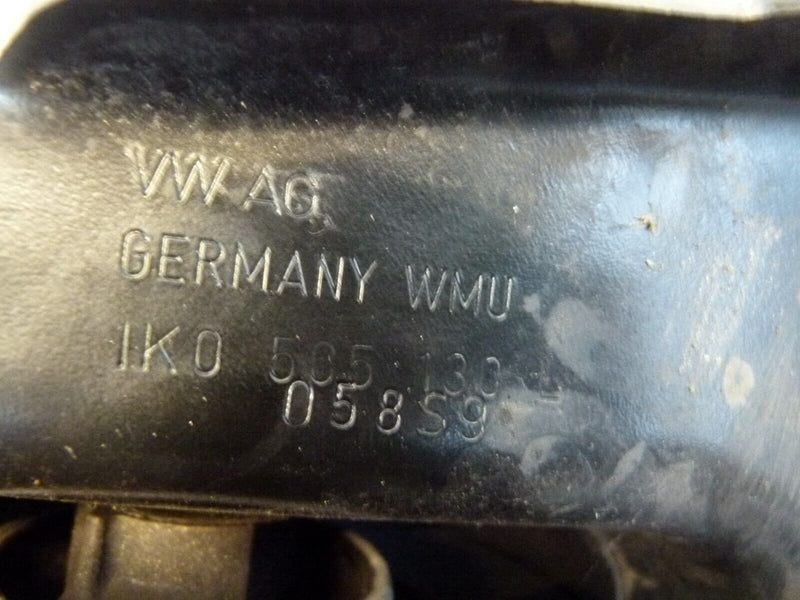 VW AG
GERMANY WMU
1K0 505 130
058S9